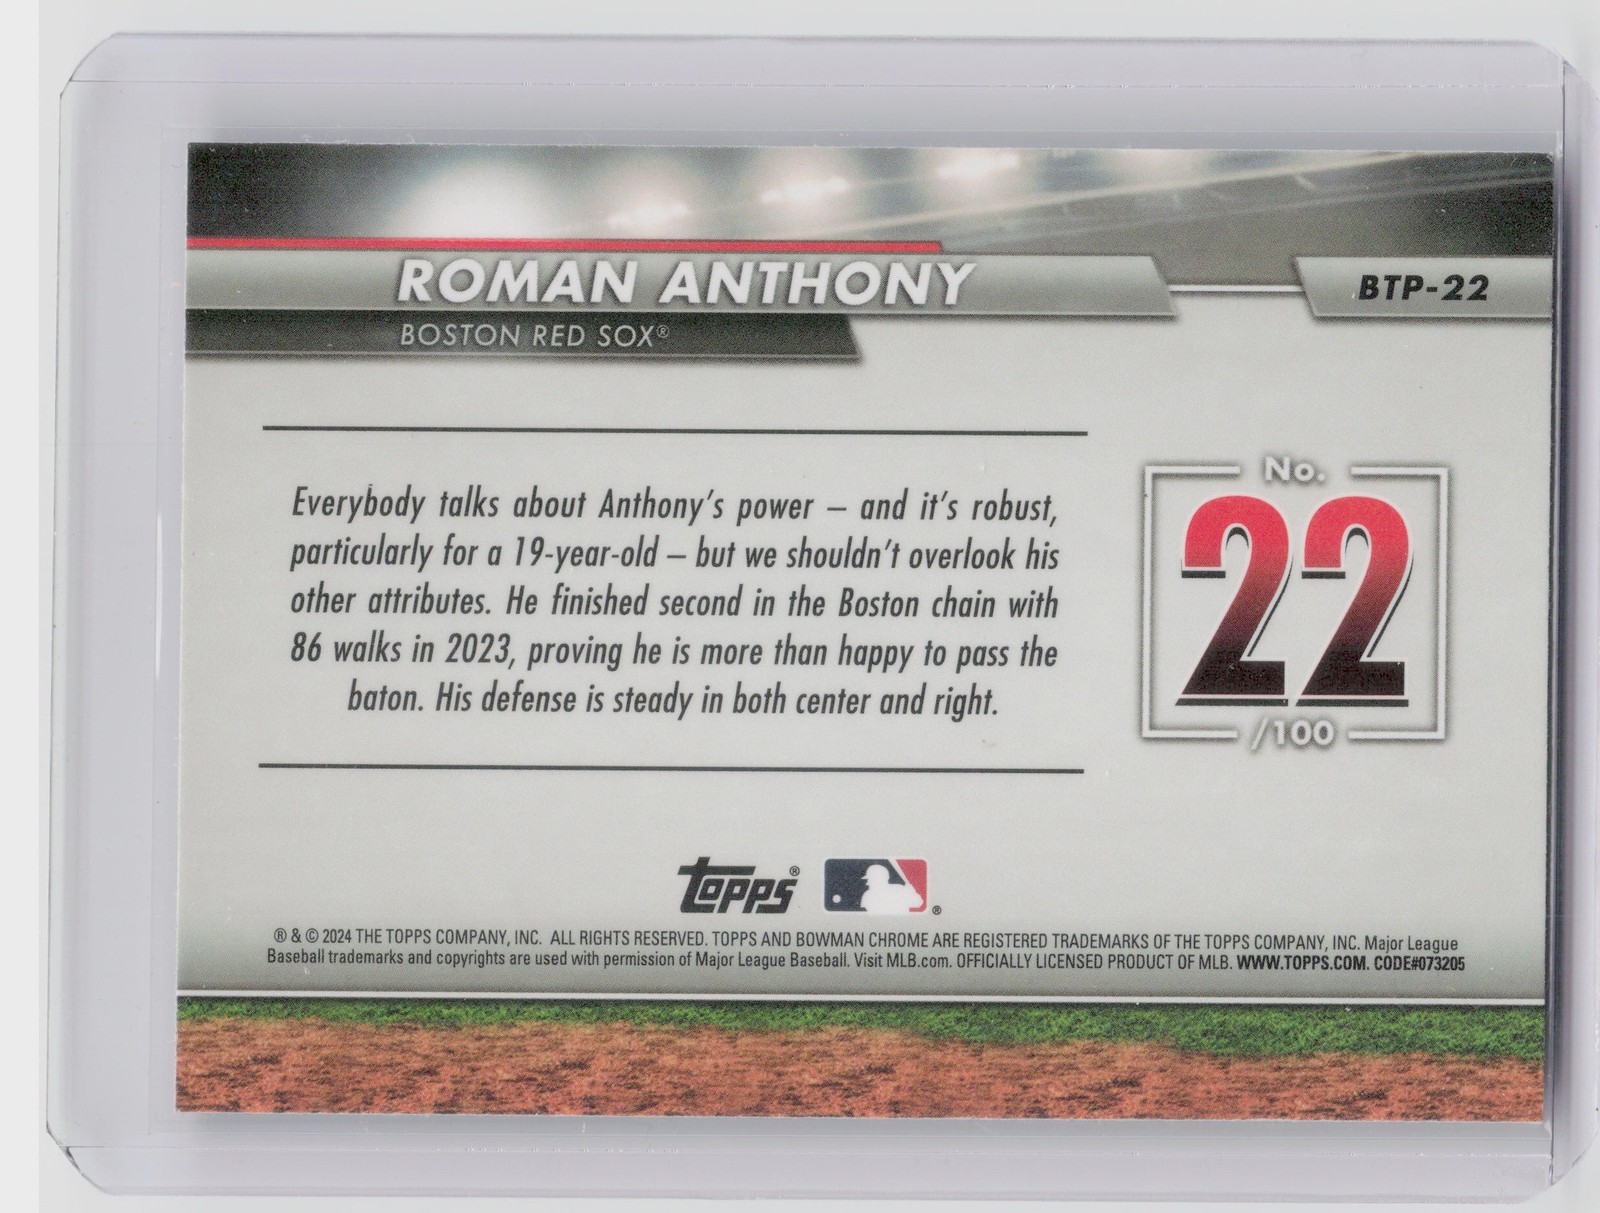 ROMAN ANTHONY
BTP-22
BOSTON RED SOX®
Everybody talks about Anthony's power – and it's robust,
particularly for a 19-year-old – but we shouldn't overlook his
other attributes. He finished second in the Boston chain with
86 walks in 2023, proving he is more than happy to pass the
baton. His defense is steady in both center and right.
No.
22
/100
Topps®
®
® & © 2024 THE TOPPS COMPANY, INC. ALL RIGHTS RESERVED. TOPPS AND BOWMAN CHROME ARE REGISTERED TRADEMARKS OF THE TOPPS COMPANY, INC. Major League
Baseball trademarks and copyrights are used with permission of Major League Baseball. Visit MLB.com. OFFICIALLY LICENSED PRODUCT OF MLB. WWW.TOPPS.COM. CODE#073205